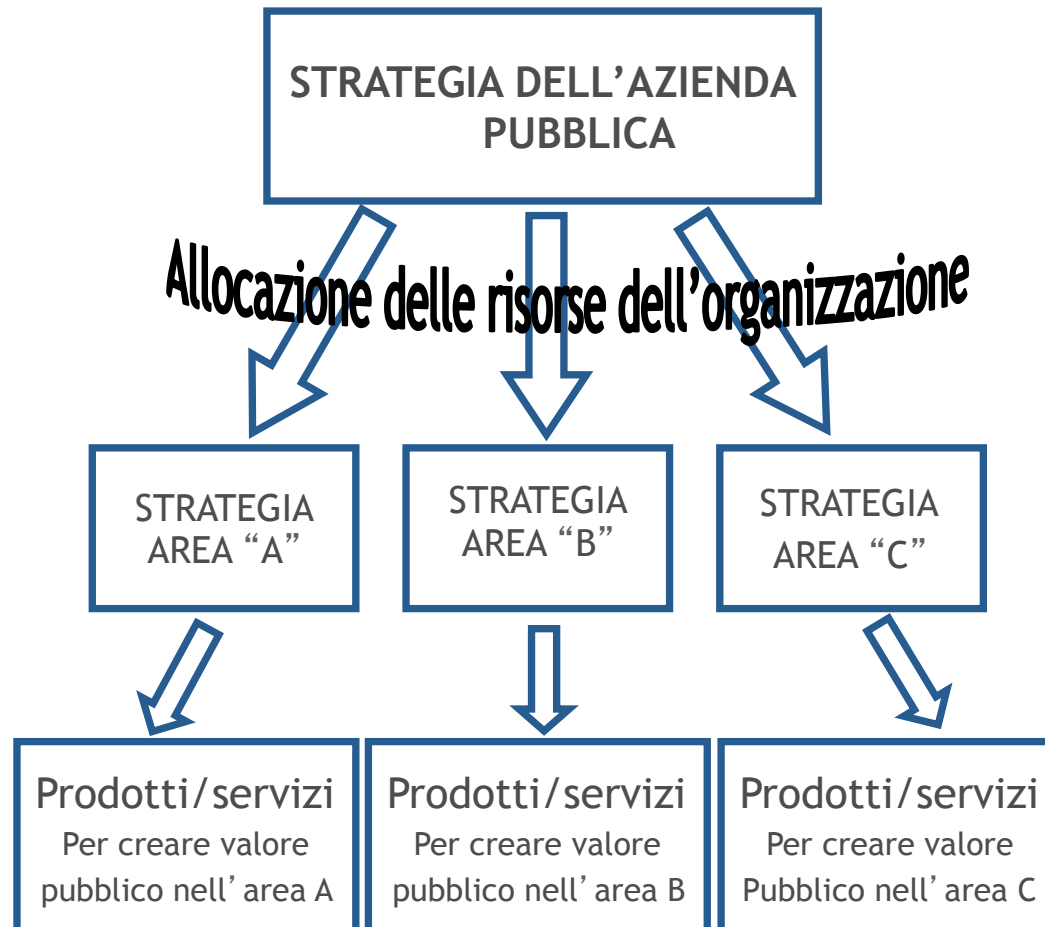 STRATEGIA DELL’AZIENDA
PUBBLICA
Allocazione delle risorse dell’organizzazione
STRATEGIA
AREA “A”
STRATEGIA
AREA “B”
STRATEGIA
AREA “C”
Prodotti/servizi
Per creare valore
pubblico nell’ area A
Prodotti/servizi
Per creare valore
pubblico nell’ area B
Prodotti/servizi
Per creare valore
Pubblico nell’ area C